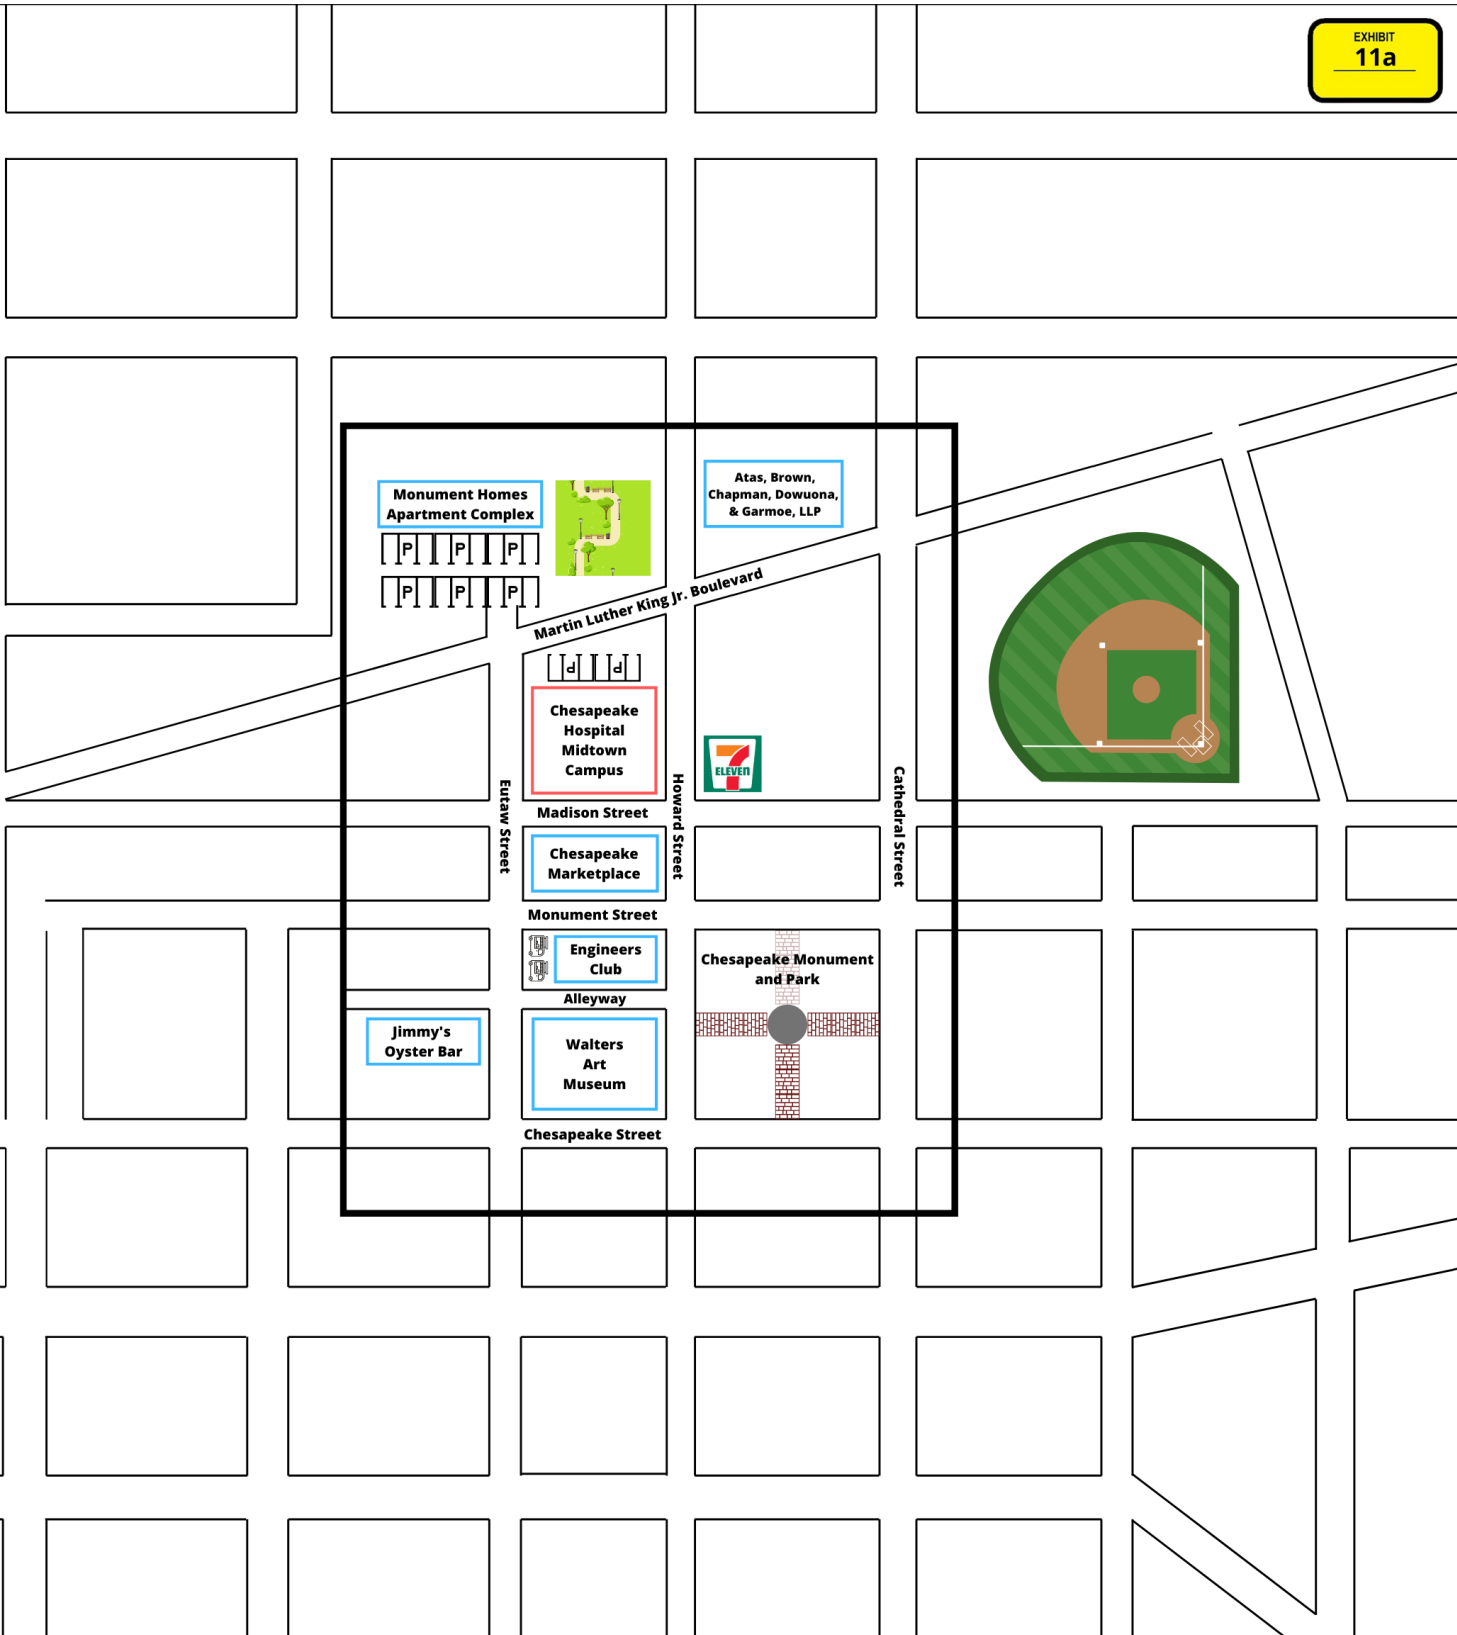 EXHIBIT
11a
Monument Homes
Apartment Complex
P P P
P P P
Atas, Brown,
Chapman, Dowuona,
& Garmoe, LLP
Martin Luther King Jr. Boulevard
P P
Chesapeake
Hospital
Midtown
Campus
7
ELEVEN
Eutaw Street
Howard Street
Cathedral Street
Madison Street
Chesapeake
Marketplace
Monument Street
Engineers
Club
Chesapeake Monument
and Park
Alleyway
Jimmy's
Oyster Bar
Walters
Art
Museum
Chesapeake Street